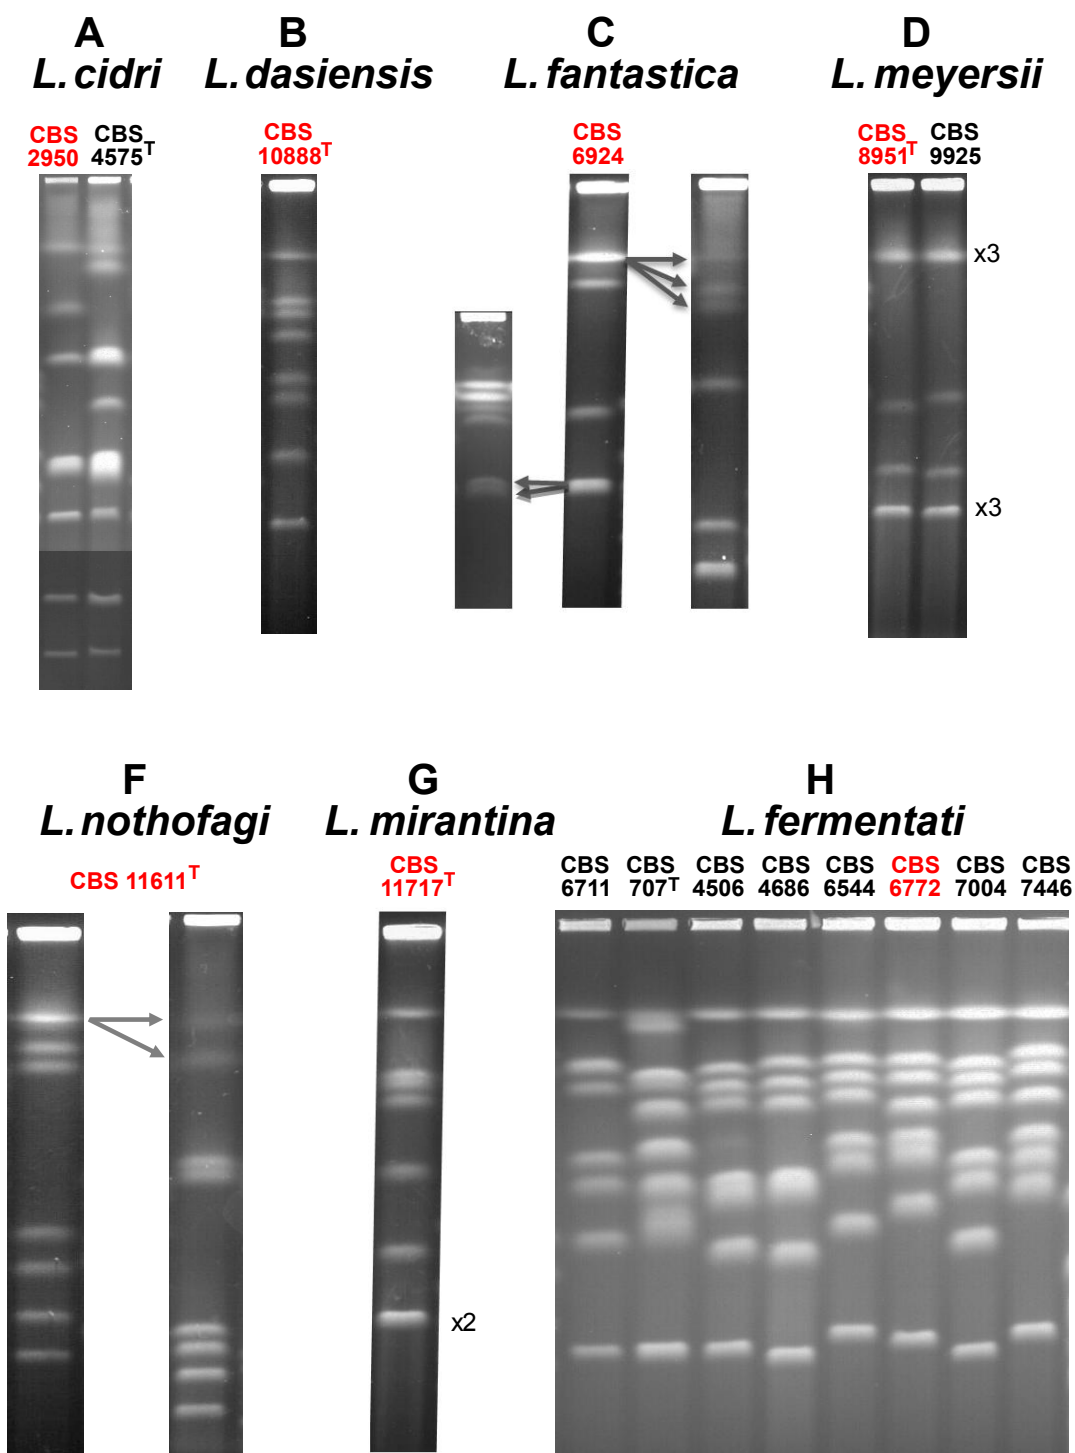 A
L. cidri
CBS 2950
CBS 4575T
B
L. dasiensis
CBS 10888T
C
L. fantastica
CBS 6924
D
L. meyersii
CBS 8951T
CBS 9925
x3
x3
F
L. nothofagi
CBS 11611T
G
L. mirantina
CBS 11717T
x2
H
L. fermentati
CBS 6711
CBS 707T
CBS 4506
CBS 4686
CBS 6544
CBS 6772
CBS 7004
CBS 7446